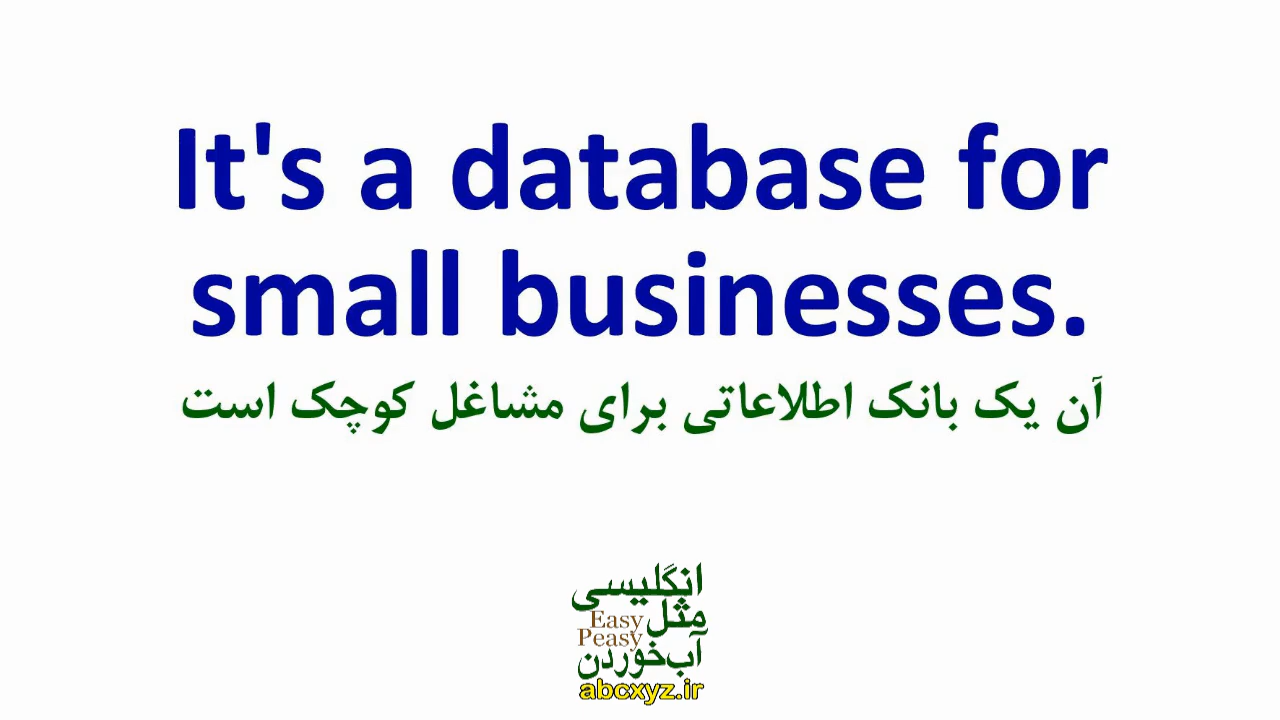 It's a database for
small businesses.
آن یک بانک اطلاعاتی برای مشاغل کوچک است
انگلیسی
مثل
Easy
Peasy
آب‌خوردن
abcxyz.ir